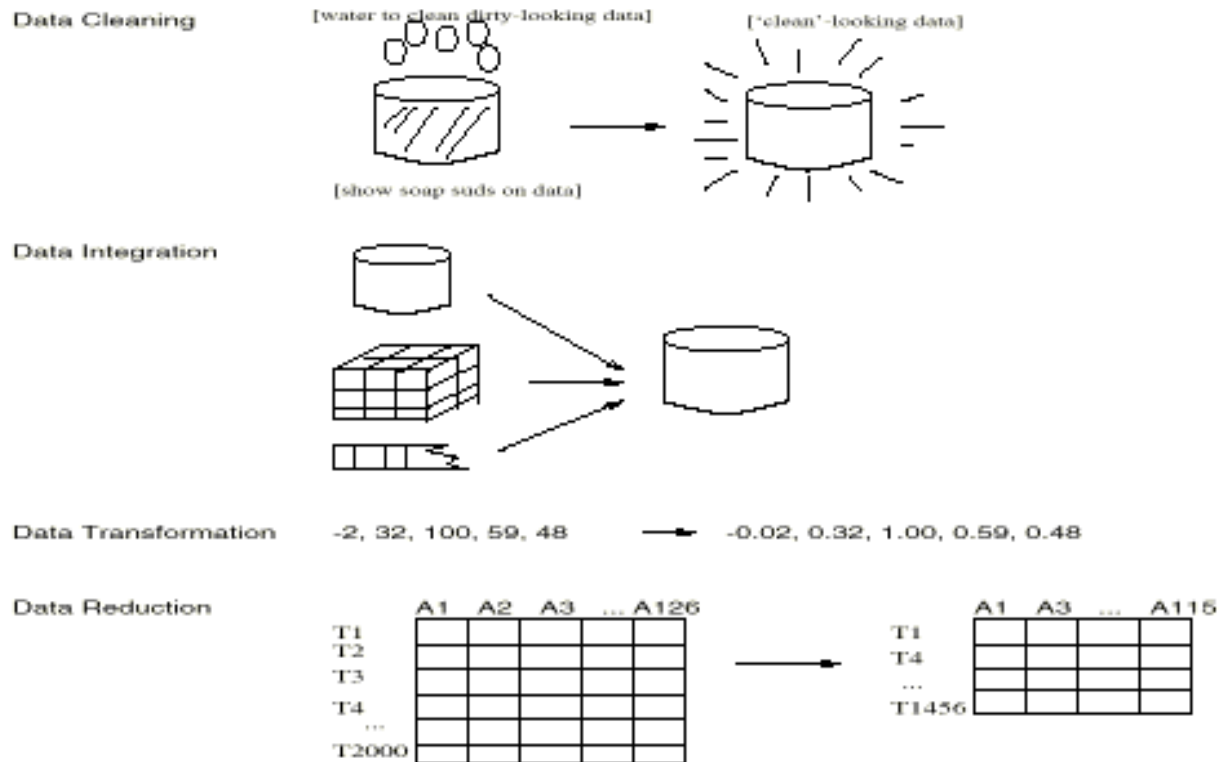 Data Cleaning
[water to clean dirty-looking data]
['clean'-looking data]
[show soap suds on data]
Data Integration
Data Transformation
-2, 32, 100, 59, 48
-0.02, 0.32, 1.00, 0.59, 0.48
Data Reduction
A1 A2 A3 ... A126
T1
T2
T3
T4
...
T2000
A1 A3 ... A115
T1
T4
...
T1456